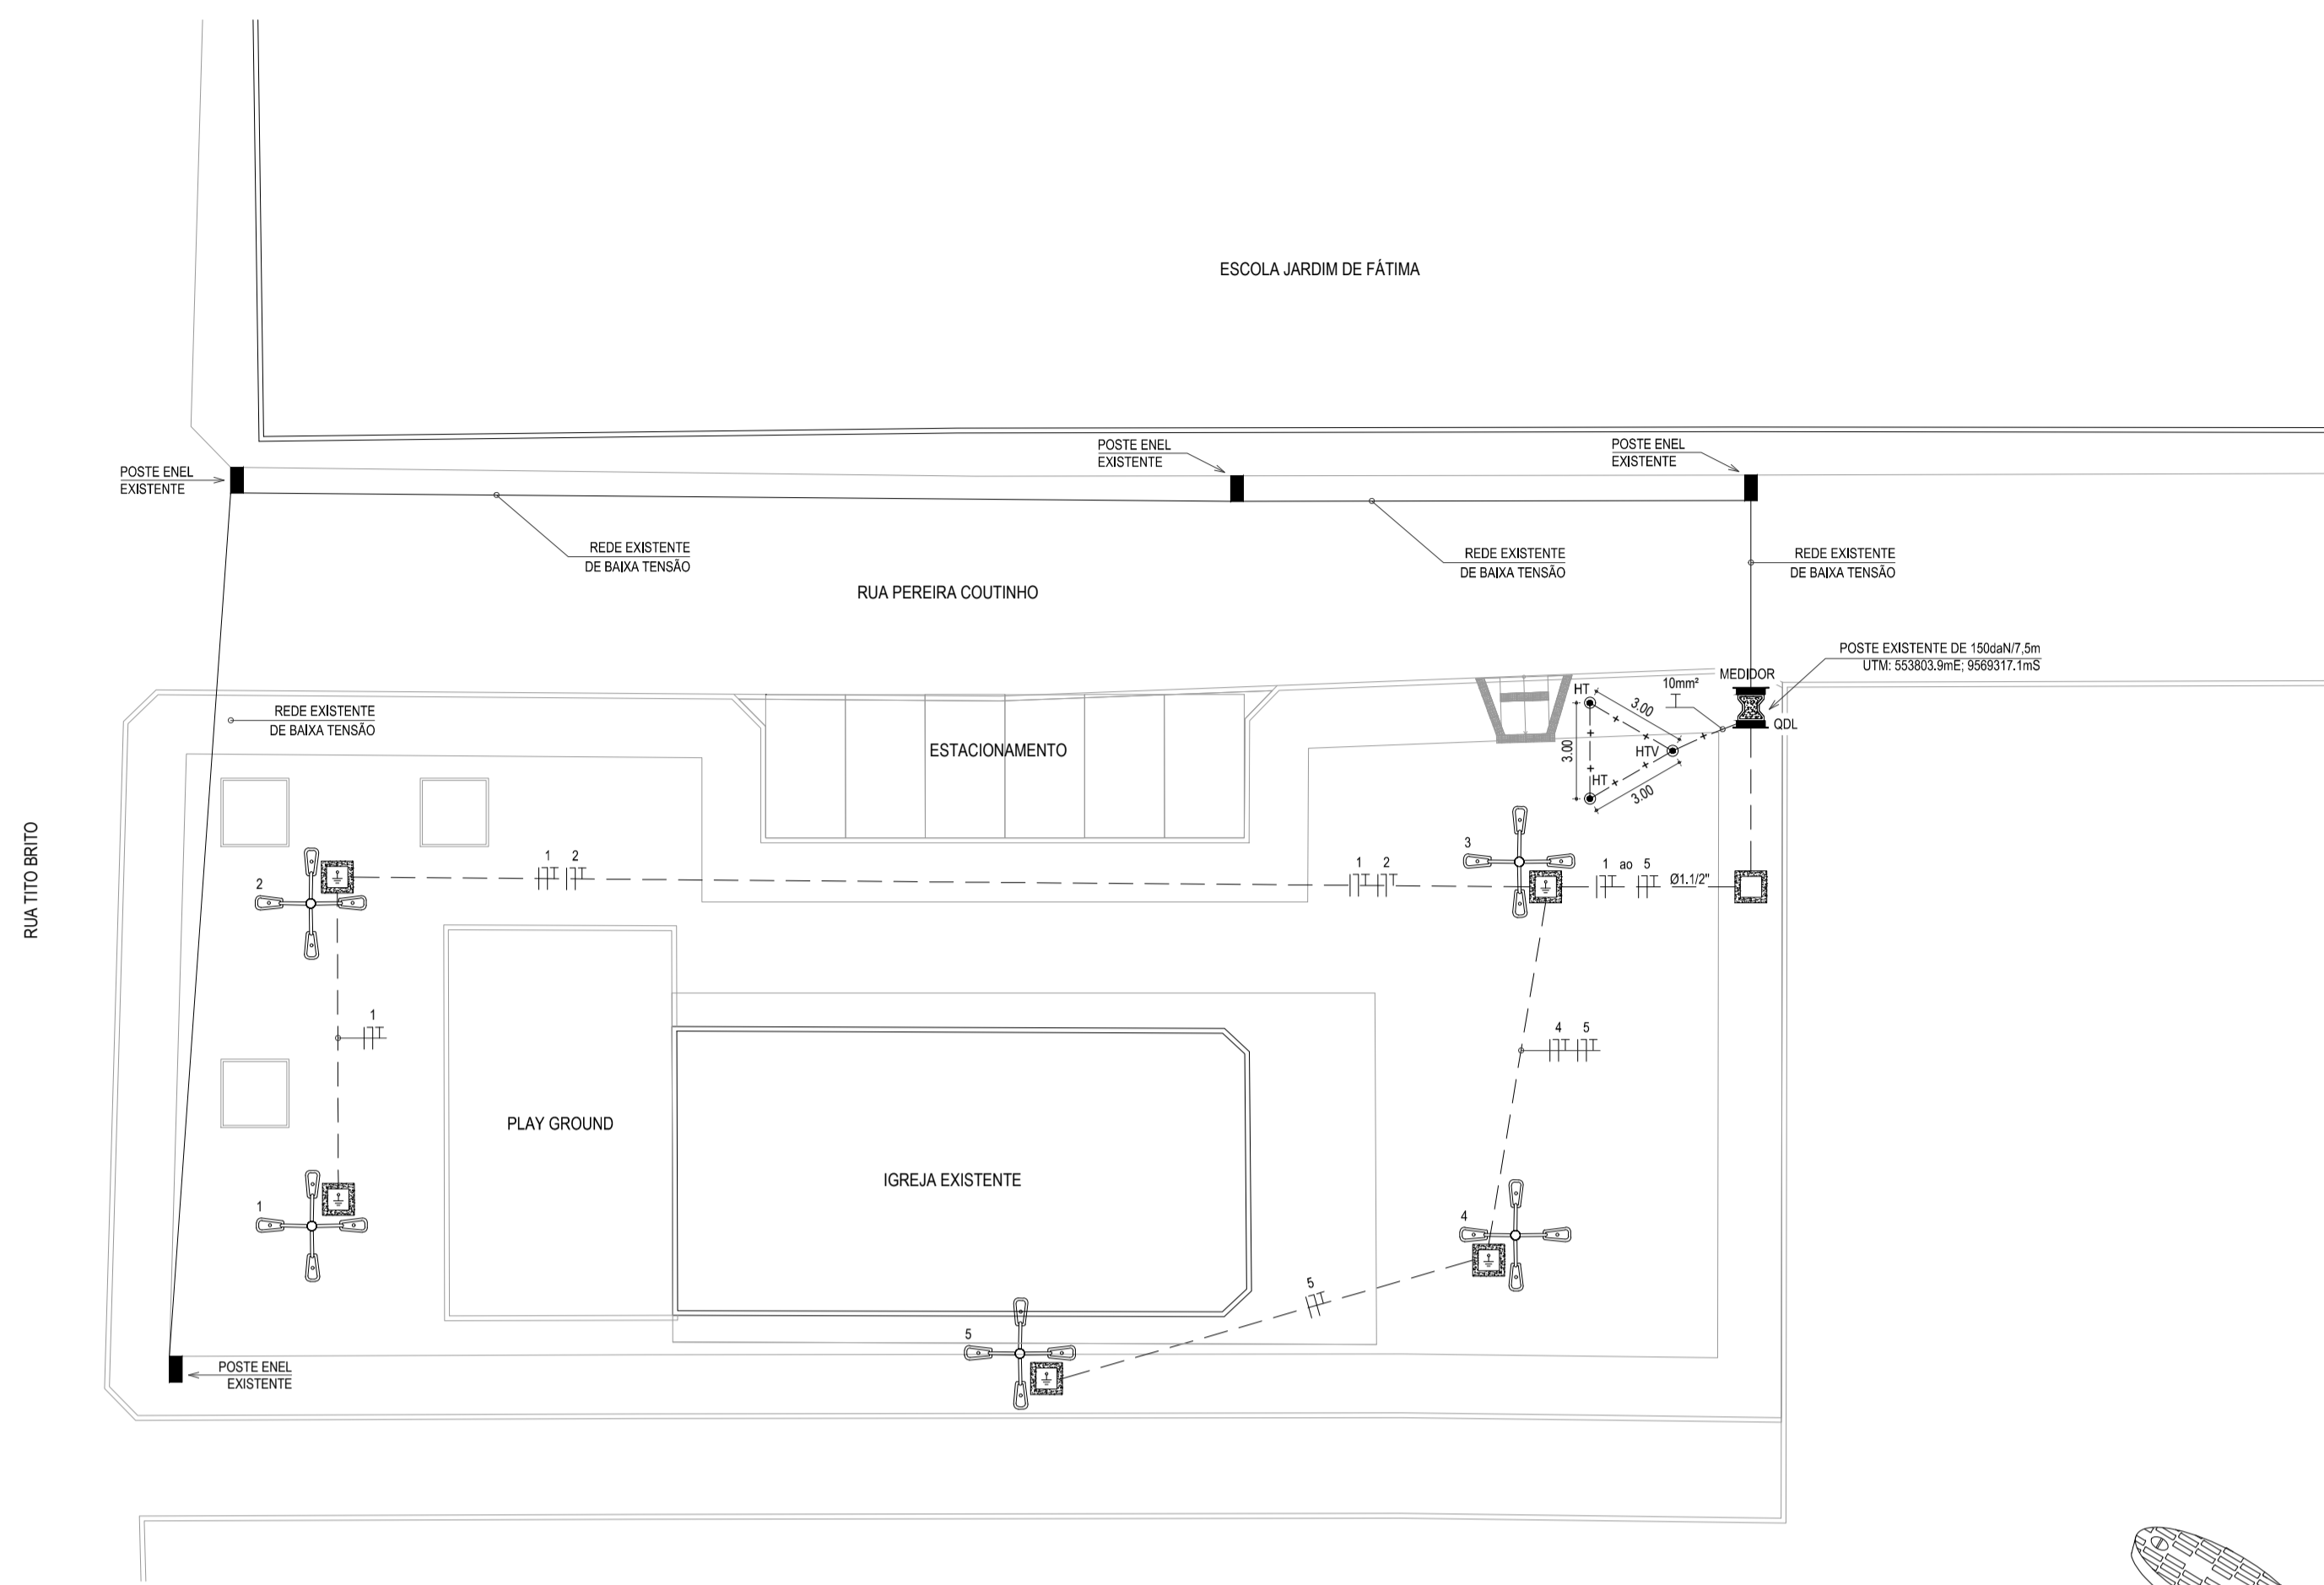 ESCOLA JARDIM DE FÁTIMA
POSTE ENEL
EXISTENTE
POSTE ENEL
EXISTENTE
POSTE ENEL
EXISTENTE
REDE EXISTENTE
DE BAIXA TENSÃO
REDE EXISTENTE
DE BAIXA TENSÃO
REDE EXISTENTE
DE BAIXA TENSÃO
RUA PEREIRA COUTINHO
POSTE EXISTENTE DE 150daN/7,5m
UTM: 553803.9mE; 9569317.1mS
MEDIDOR
10mm²
QDL
HT
3.00
3.00
HTV
HT
3.00
REDE EXISTENTE
DE BAIXA TENSÃO
ESTACIONAMENTO
RUA TITO BRITO
2
1 2
1 2
3
1 ao 5
Ø1.1/2"
1
4 5
PLAY GROUND
IGREJA EXISTENTE
1
4
5
5
POSTE ENEL
EXISTENTE